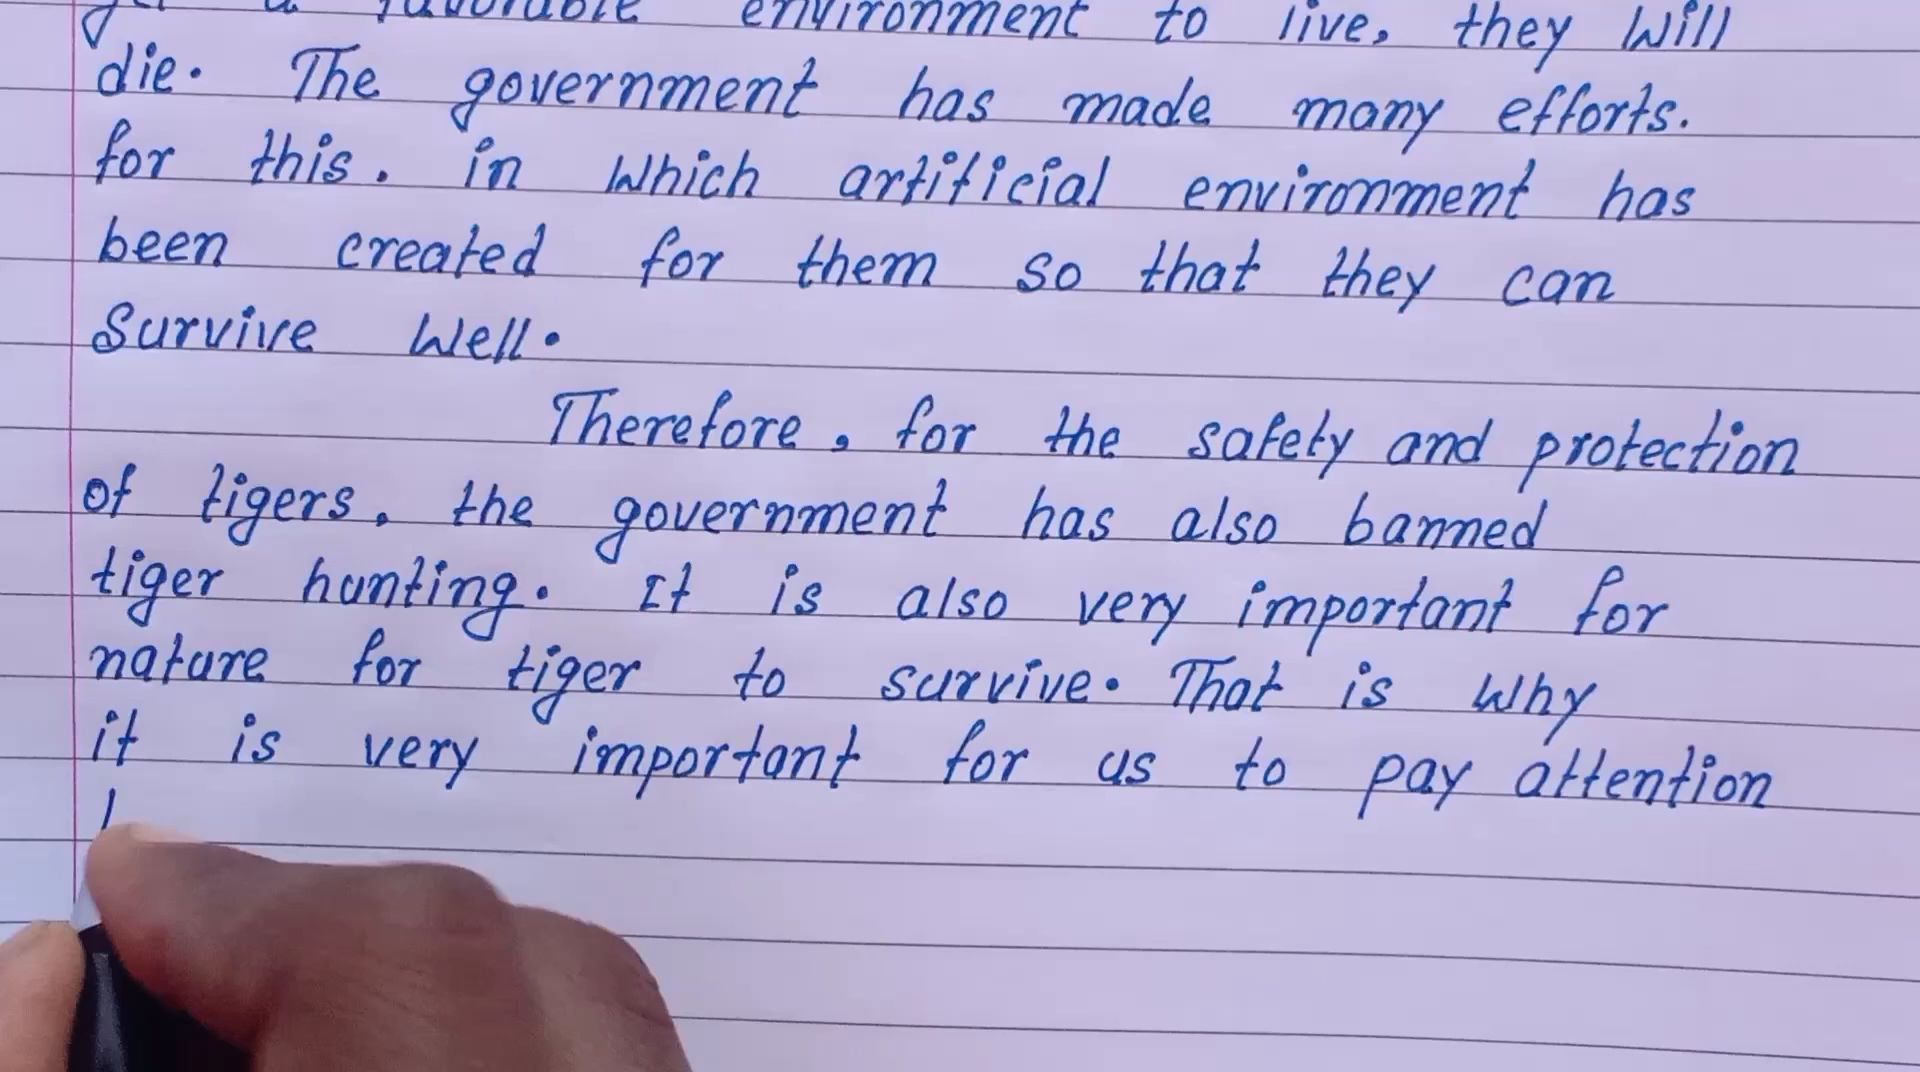 a favorable environment to live, they will
die. The government has made many efforts.
for this. in which artificial environment has
been created for them so that they can
Survive Well.
Therefore, for the safety and protection
of tigers, the government has also banned
tiger hunting. It is also very important for
nature for tiger to survive. That is why
it is very important for us to pay attention